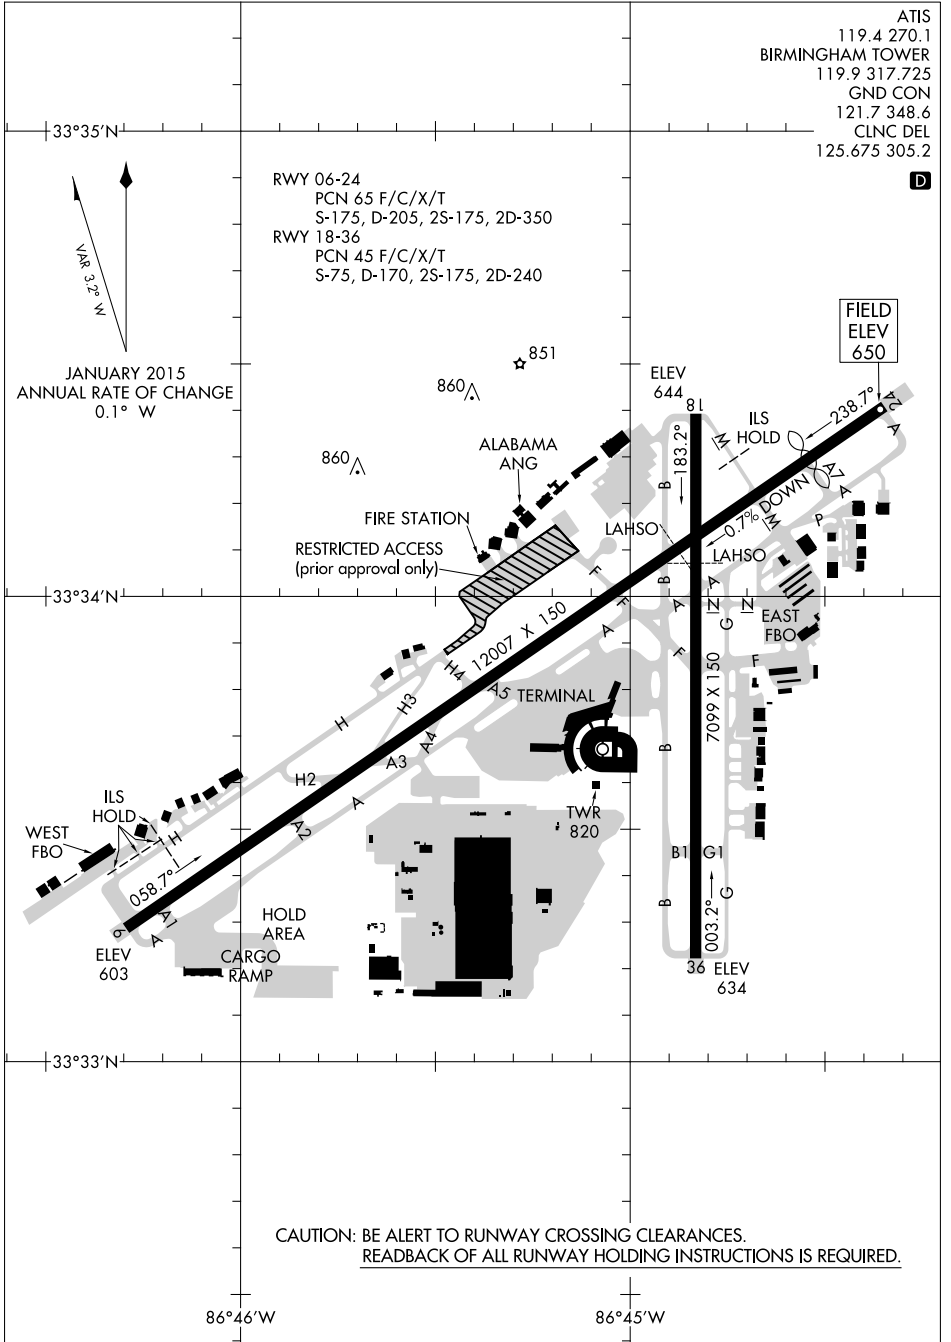 ATIS
119.4 270.1
BIRMINGHAM TOWER
119.9 317.725
GND CON
121.7 348.6
CLNC DEL
125.675 305.2
D
33°35'N
RWY 06-24
PCN 65 F/C/X/T
S-175, D-205, 2S-175, 2D-350
RWY 18-36
PCN 45 F/C/X/T
S-75, D-170, 2S-175, 2D-240
VAR 3.2° W
JANUARY 2015
ANNUAL RATE OF CHANGE
0.1° W
FIELD
ELEV
650
851
860
860
ELEV
644
18
ILS
HOLD
M
238.7°
24
A
ALABAMA
ANG
183.2°
B
A7
A
0.7% DOWN
M
P
FIRE STATION
LAHSO
LAHSO
RESTRICTED ACCESS
(prior approval only)
33°34'N
F
F
A
B
A
A
N
N
G
EAST
FBO
12007 X 150
7099 X 150
F
F
H4
H3
H
A5
A4
A3
TERMINAL
H2
A
A2
B
TWR
820
ILS
HOLD
WEST
FBO
H
058.7°
B1
G1
A1
A
9
ELEV
603
HOLD
AREA
CARGO
RAMP
B
G
003.2°
36
ELEV
634
33°33'N
CAUTION: BE ALERT TO RUNWAY CROSSING CLEARANCES.
READBACK OF ALL RUNWAY HOLDING INSTRUCTIONS IS REQUIRED.
86°46'W
86°45'W